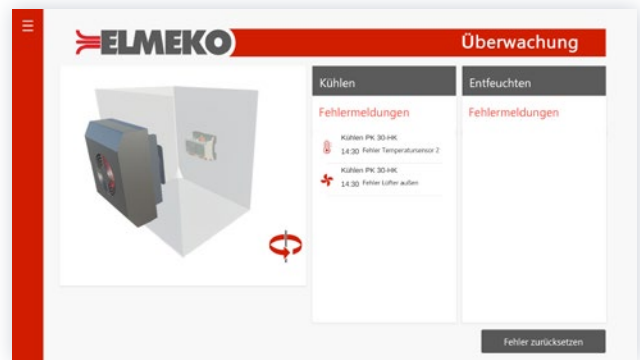 ELMEKO
Überwachung
Kühlen
Fehlermeldungen
Kühlen PK 30-HK
14:30 Fehler Temperatursensor 2
Kühlen PK 30-HK
14:30 Fehler Lüfter außen
Entfeuchten
Fehlermeldungen
Fehler zurücksetzen